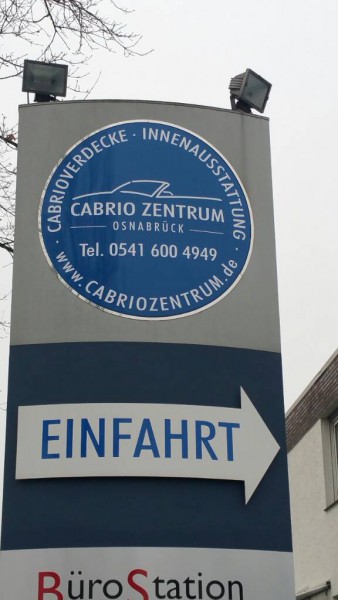 CABRIOVERDECKE · INNENAUSSTATTUNG
CABRIO ZENTRUM
OSNABRÜCK
Tel. 0541 600 4949
· www.CABRIOZENTRUM.de ·
EINFAHRT
BüroStation